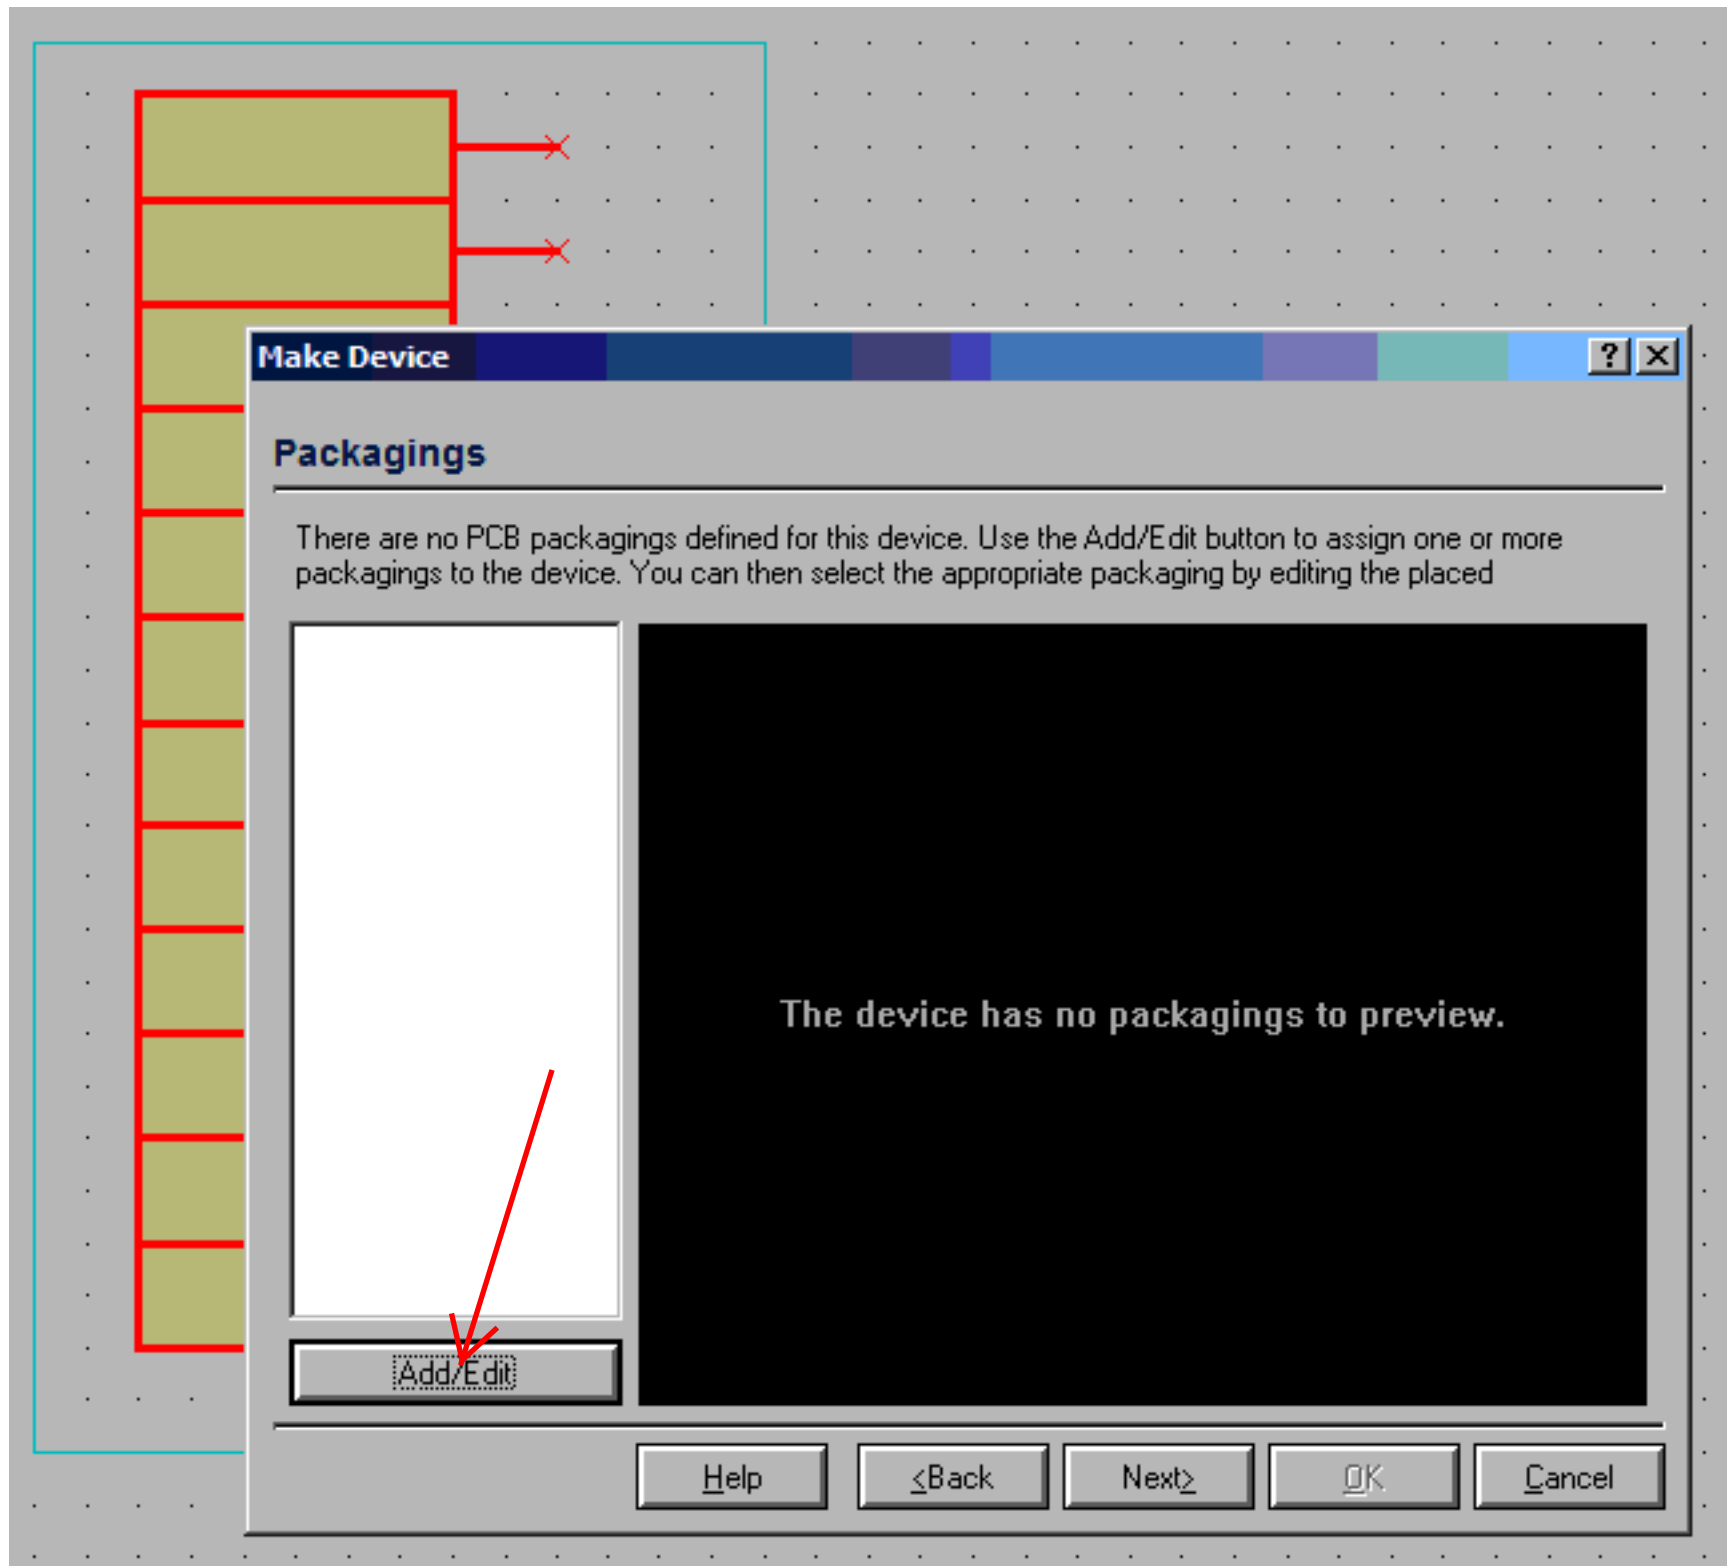 Make Device
Packagings
There are no PCB packagings defined for this device. Use the Add/Edit button to assign one or more
packagings to the device. You can then select the appropriate packaging by editing the placed
The device has no packagings to preview.
Add/Edit
Help
<Back
Next>
OK
Cancel